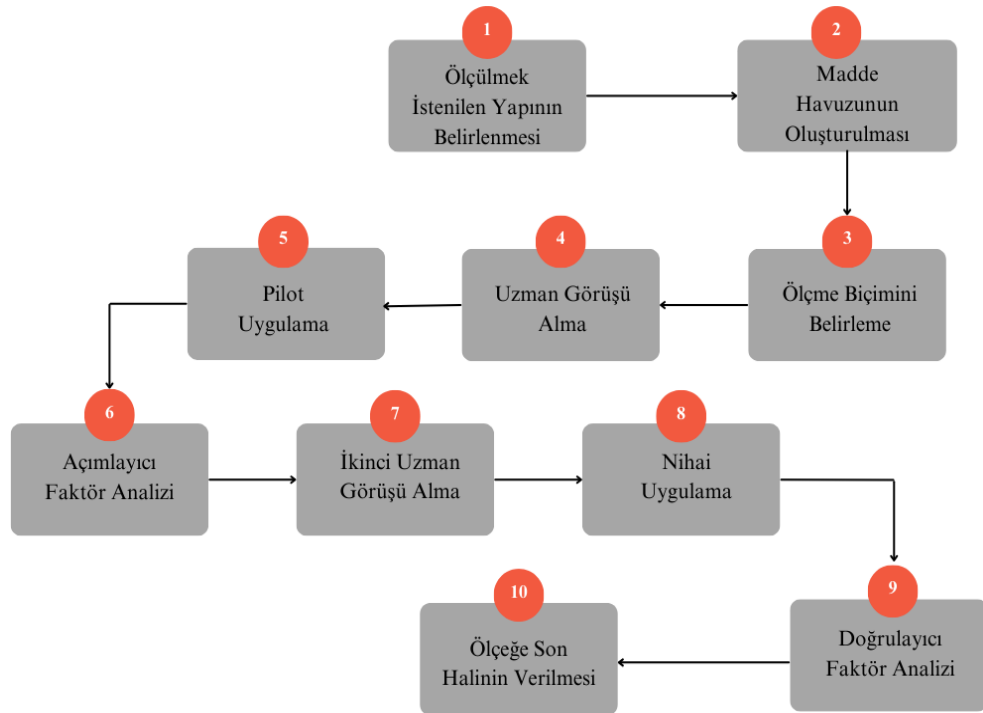 1
Ölçülmek
İstenilen Yapının
Belirlenmesi
2
Madde
Havuzunun
Oluşturulması
3
Ölçme Biçimini
Belirleme
4
Uzman Görüşü
Alma
5
Pilot
Uygulama
6
Açımlayıcı
Faktör Analizi
7
İkinci Uzman
Görüşü Alma
8
Nihai
Uygulama
9
Doğrulayıcı
Faktör Analizi
10
Ölçeğe Son
Halinin Verilmesi